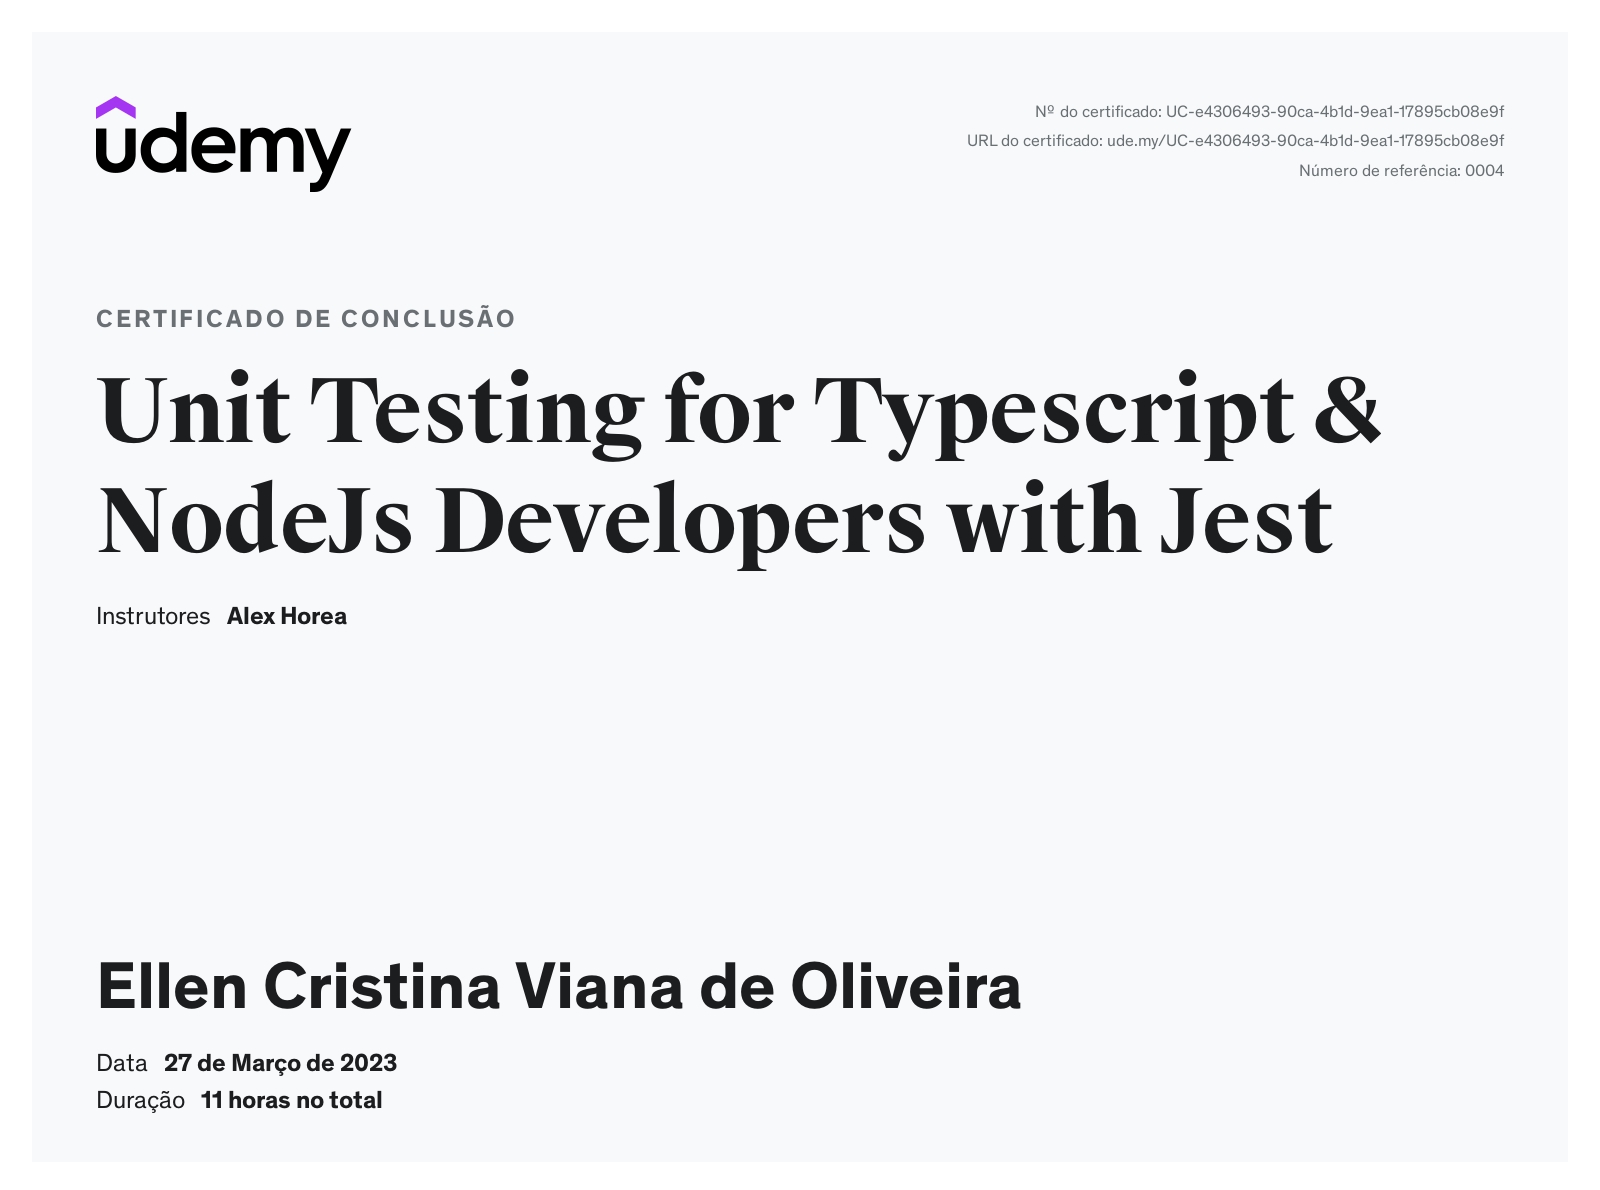 udemy
Nº do certificado: UC-e4306493-90ca-4b1d-9ea1-17895cb08e9f
URL do certificado: ude.my/UC-e4306493-90ca-4b1d-9ea1-17895cb08e9f
Número de referência: 0004
CERTIFICADO DE CONCLUSÃO
Unit Testing for Typescript &
NodeJs Developers with Jest
Instrutores Alex Horea
Ellen Cristina Viana de Oliveira
Data 27 de Março de 2023
Duração 11 horas no total